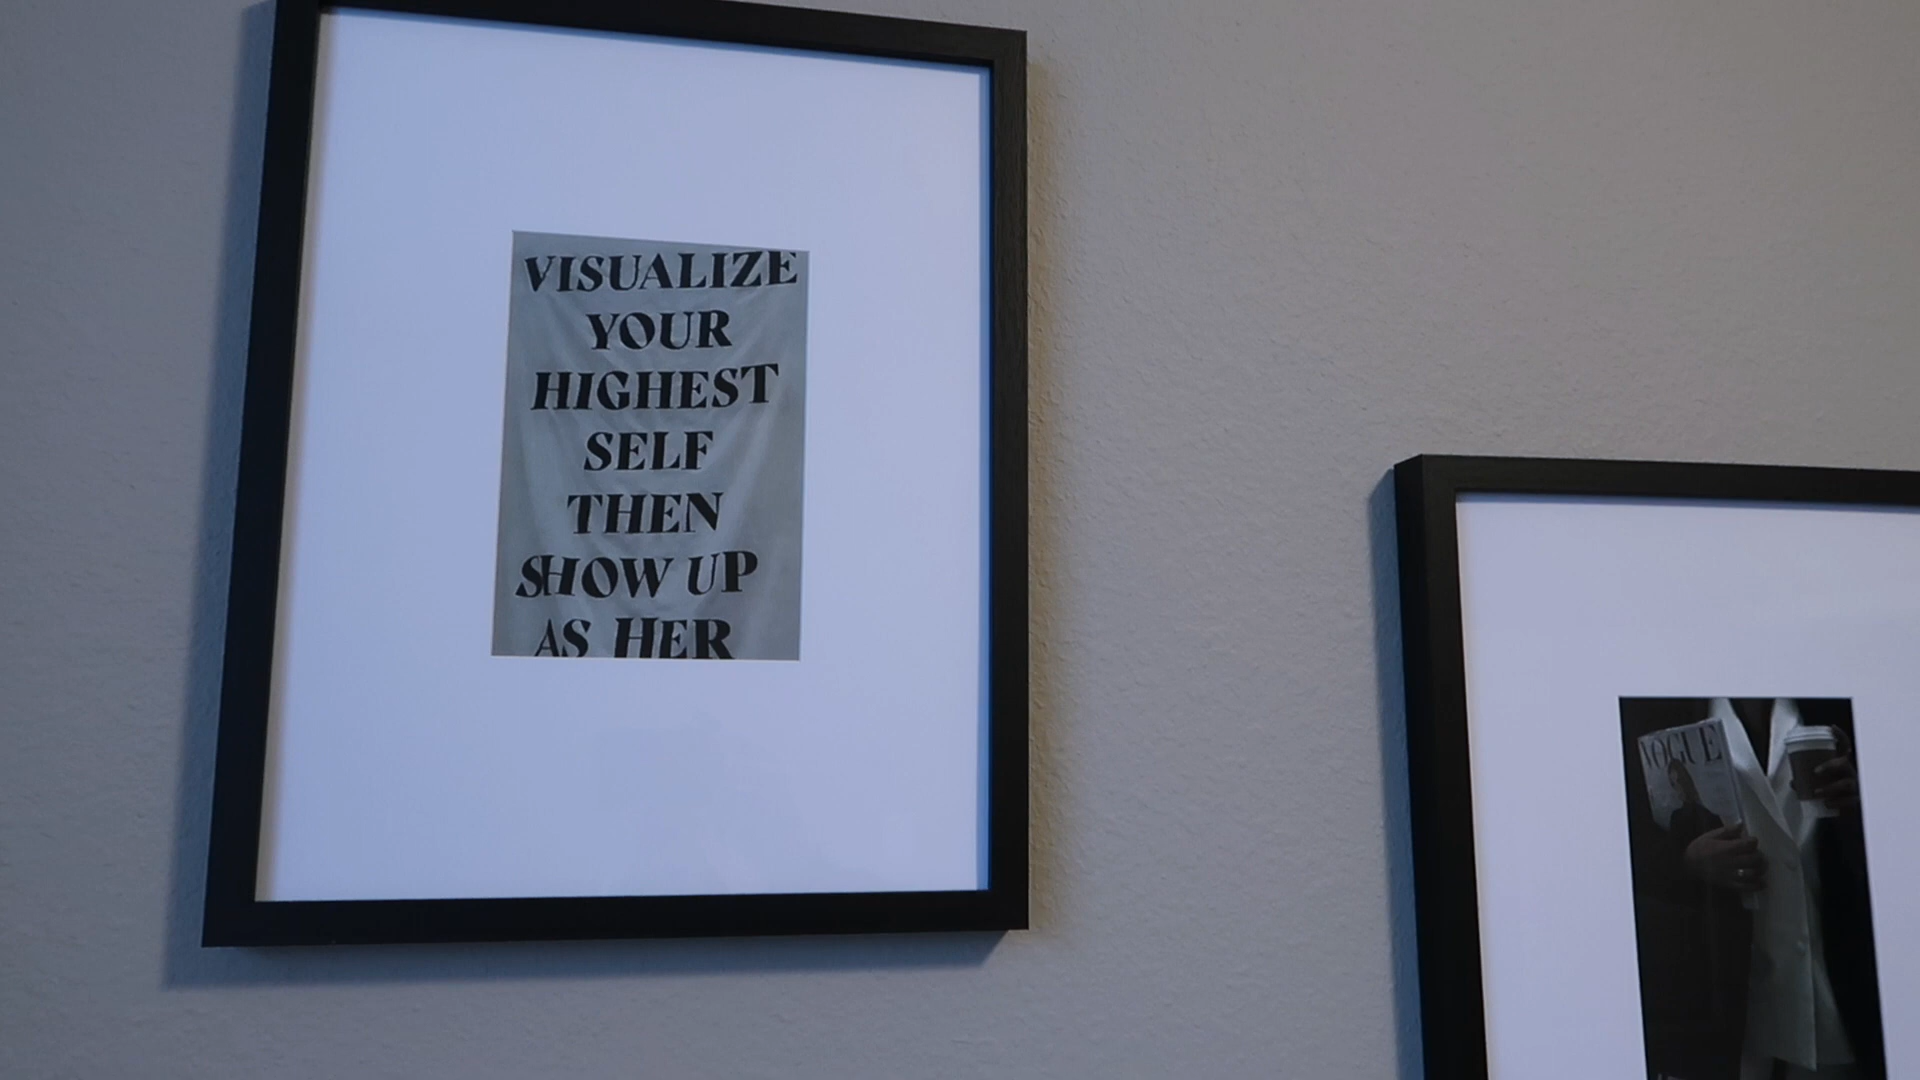 VISUALIZE
YOUR
HIGHEST
SELF
THEN
SHOW UP
AS HER
VOGUE